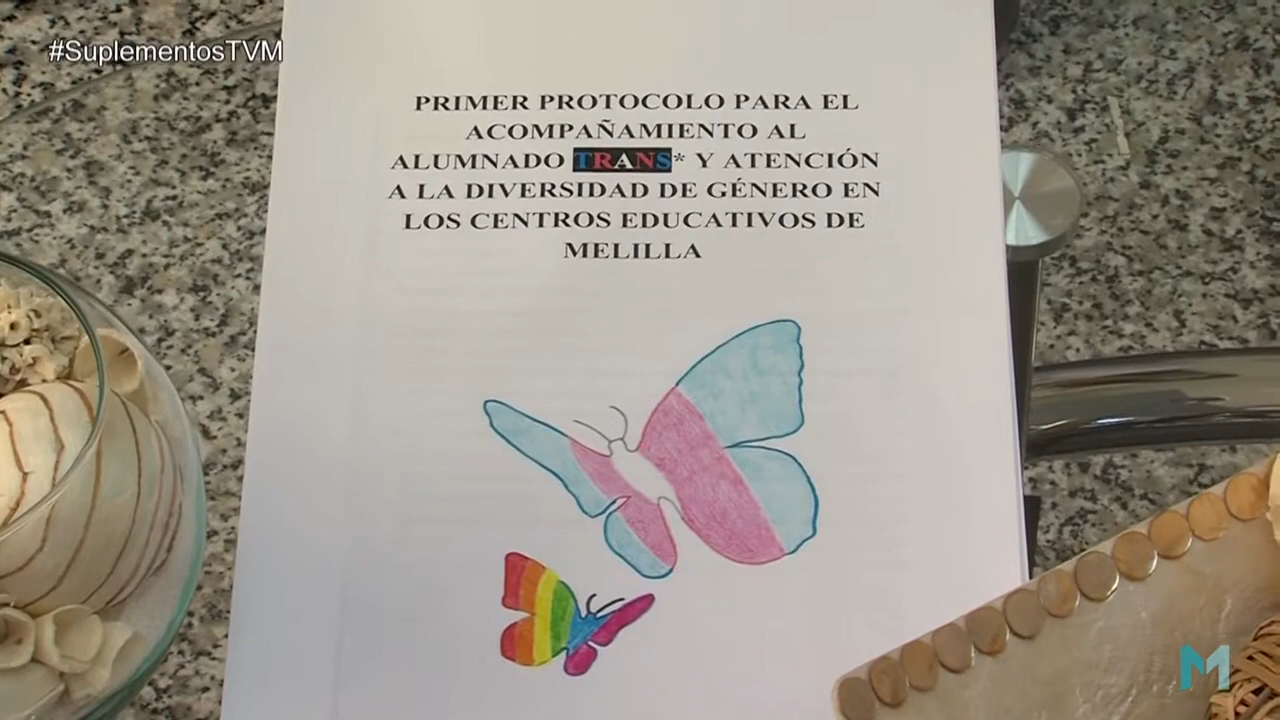 #SuplementosTVM
PRIMER PROTOCOLO PARA EL
ACOMPAÑAMIENTO AL
ALUMNADO TRANS* Y ATENCIÓN
A LA DIVERSIDAD DE GÉNERO EN
LOS CENTROS EDUCATIVOS DE
MELILLA
M